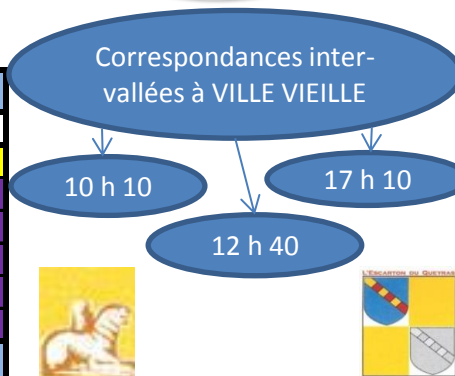 Correspondances inter-
vallées à VILLE VIEILLE
10 h 10
17 h 10
12 h 40
L'ESCARTON DU QUEYRAS